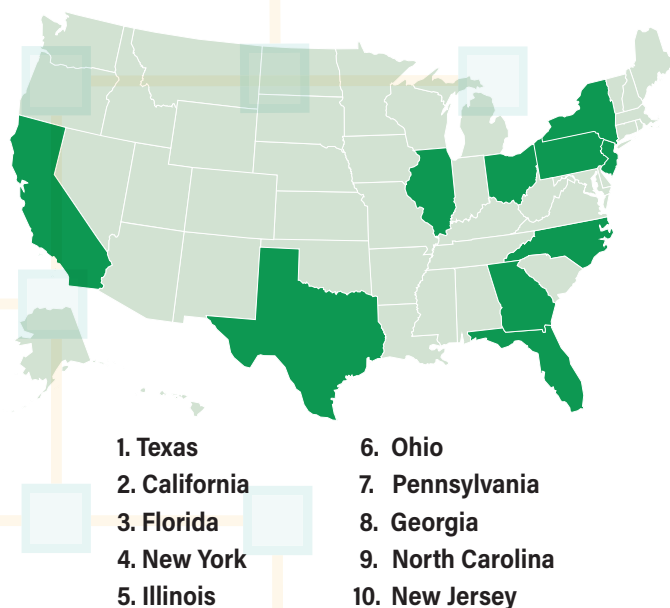 1. Texas
2. California
3. Florida
4. New York
5. Illinois
6. Ohio
7. Pennsylvania
8. Georgia
9. North Carolina
10. New Jersey